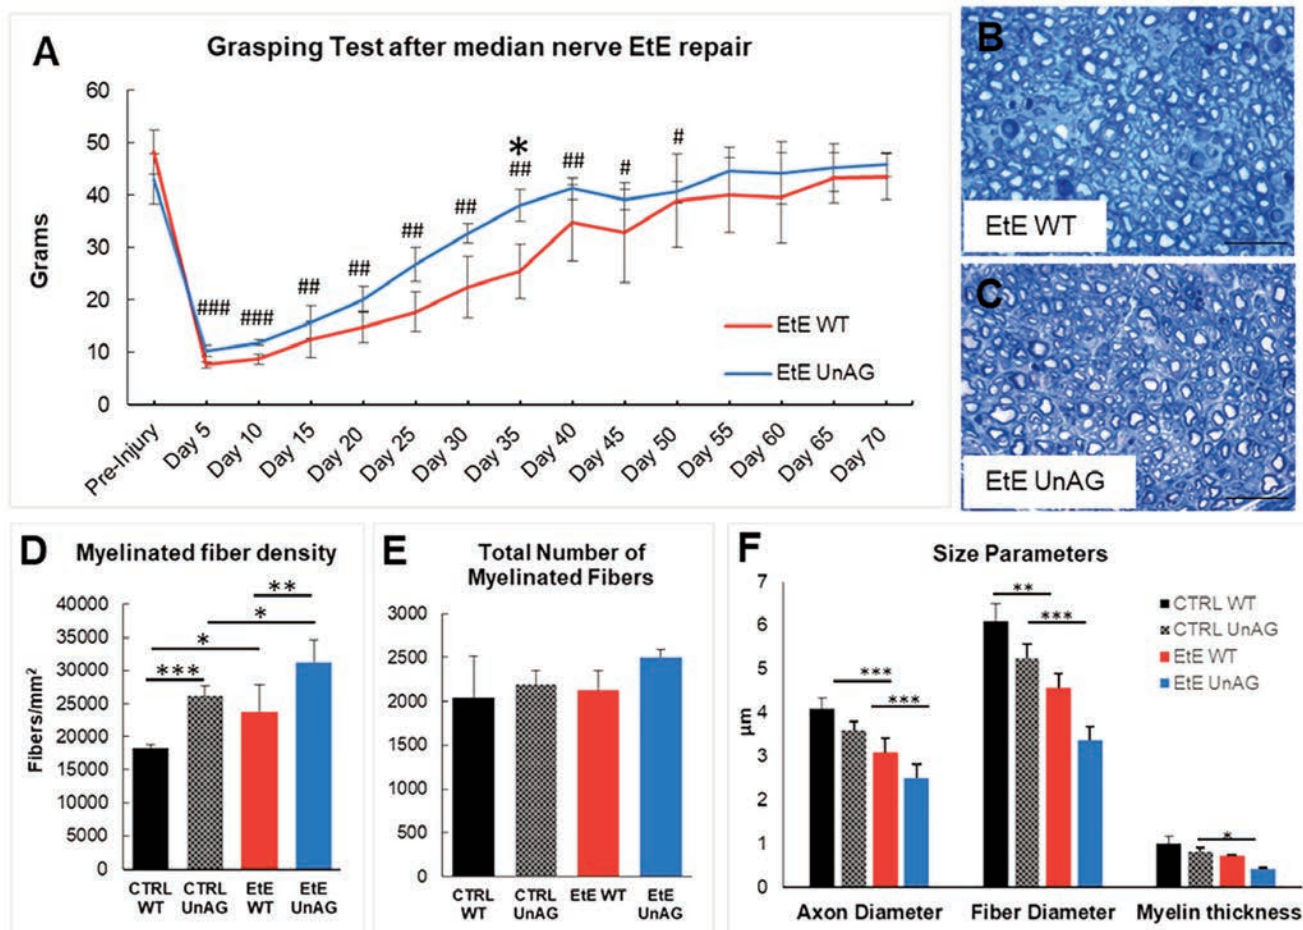 A
Grasping Test after median nerve EtE repair
60
50
40
30
20
10
0
Grams
*
###
###
##
##
##
##
##
##
#
#
EtE WT
EtE UnAG
Pre-Injury
Day 5
Day 10
Day 15
Day 20
Day 25
Day 30
Day 35
Day 40
Day 45
Day 50
Day 55
Day 60
Day 65
Day 70
B
EtE WT
C
EtE UnAG
D
Myelinated fiber density
Fibers/mm²
40000
35000
30000
25000
20000
15000
10000
5000
0
**
*
*
***
CTRL WT
CTRL UnAG
EtE WT
EtE UnAG
E
Total Number of
Myelinated Fibers
3000
2500
2000
1500
1000
500
0
CTRL WT
CTRL UnAG
EtE WT
EtE UnAG
F
Size Parameters
µm
7
6
5
4
3
2
1
0
***
***
**
***
*
CTRL WT
CTRL UnAG
EtE WT
EtE UnAG
Axon Diameter
Fiber Diameter
Myelin thickness